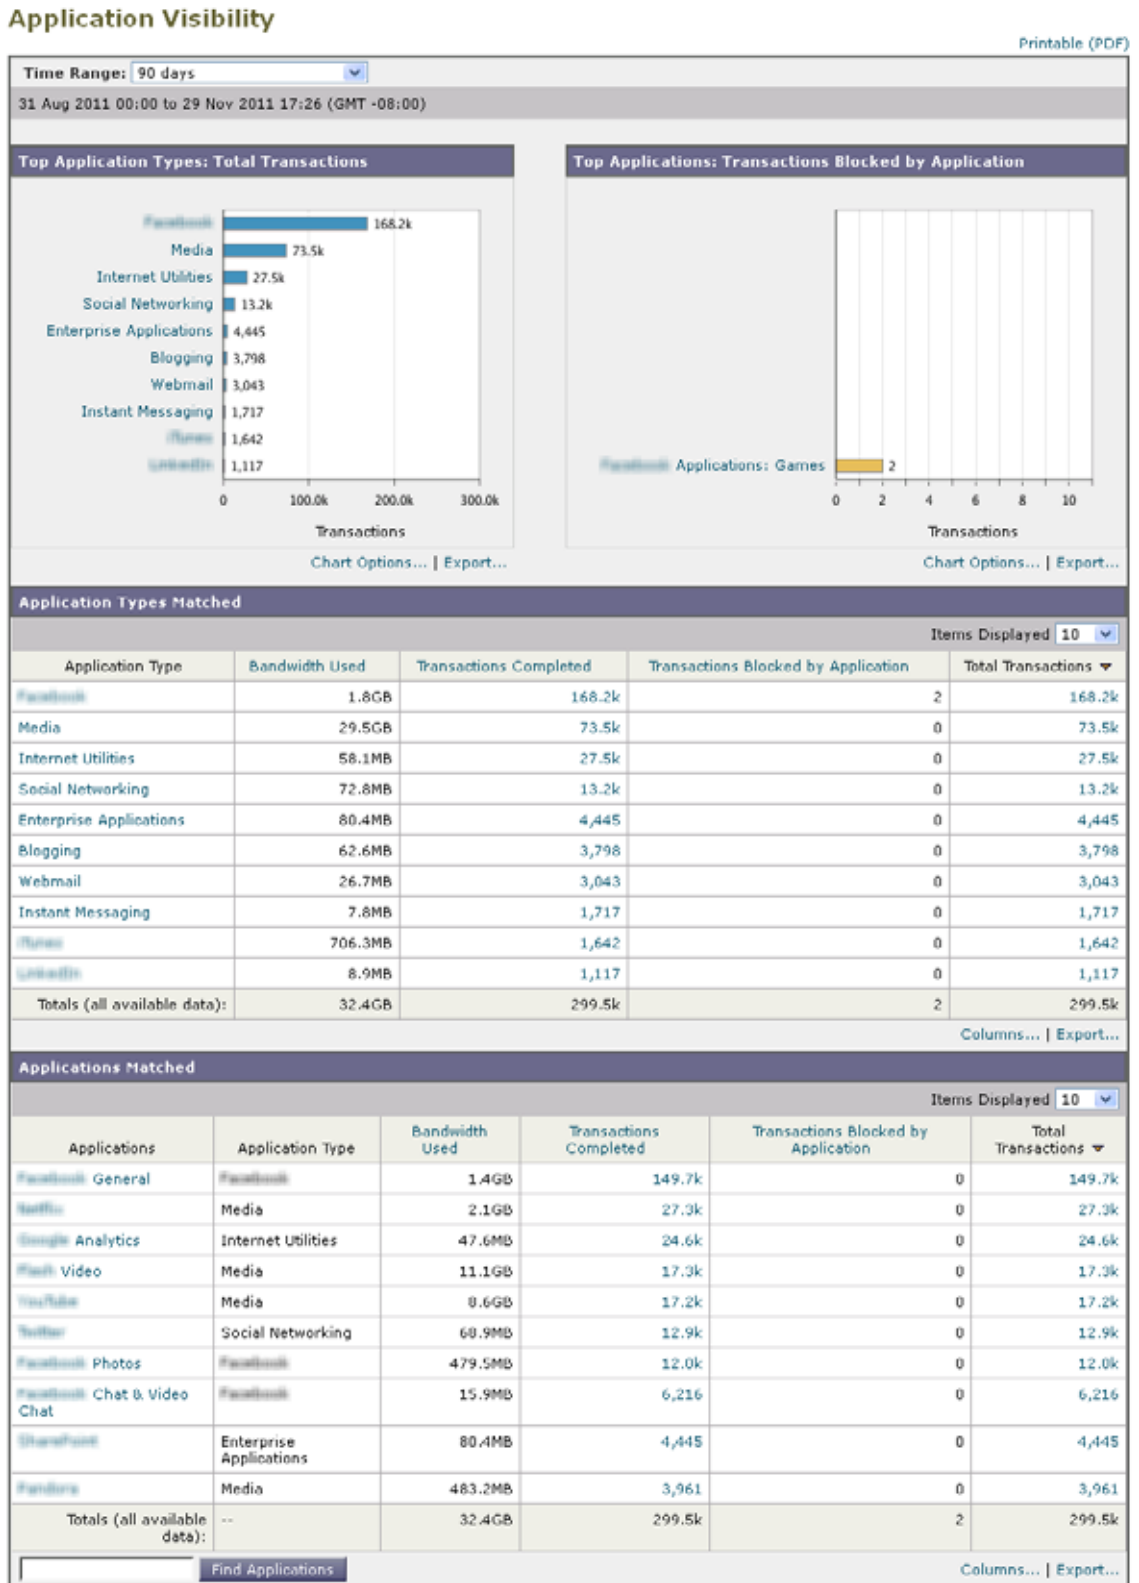 Application Visibility
Printable (PDF)
Time Range: 90 days
31 Aug 2011 00:00 to 29 Nov 2011 17:26 (GMT -08:00)
Top Application Types: Total Transactions
168.2k
Media 73.5k
Internet Utilities 27.5k
Social Networking 13.2k
Enterprise Applications 4,445
Blogging 3,798
Webmail 3,043
Instant Messaging 1,717
1,642
1,117
0 100.0k 200.0k 300.0k
Transactions
Chart Options... | Export...
Top Applications: Transactions Blocked by Application
Applications: Games 2
0 2 4 6 8 10
Transactions
Chart Options... | Export...
Application Types Matched
Items Displayed 10
Application Type Bandwidth Used Transactions Completed Transactions Blocked by Application Total Transactions
1.8GB 168.2k 2 168.2k
Media 29.5GB 73.5k 0 73.5k
Internet Utilities 58.1MB 27.5k 0 27.5k
Social Networking 72.8MB 13.2k 0 13.2k
Enterprise Applications 80.4MB 4,445 0 4,445
Blogging 62.6MB 3,798 0 3,798
Webmail 26.7MB 3,043 0 3,043
Instant Messaging 7.8MB 1,717 0 1,717
706.3MB 1,642 0 1,642
8.9MB 1,117 0 1,117
Totals (all available data): 32.4GB 299.5k 2 299.5k
Columns... | Export...
Applications Matched
Items Displayed 10
Applications Application Type Bandwidth Used Transactions Completed Transactions Blocked by Application Total Transactions
General 1.4GB 149.7k 0 149.7k
Media 2.1GB 27.3k 0 27.3k
Analytics Internet Utilities 47.6MB 24.6k 0 24.6k
Video Media 11.1GB 17.3k 0 17.3k
Media 8.6GB 17.2k 0 17.2k
Social Networking 68.9MB 12.9k 0 12.9k
Photos 479.5MB 12.0k 0 12.0k
Chat & Video Chat 15.9MB 6,216 0 6,216
Enterprise Applications 80.4MB 4,445 0 4,445
Media 483.2MB 3,961 0 3,961
Totals (all available data): -- 32.4GB 299.5k 2 299.5k
Find Applications
Columns... | Export...